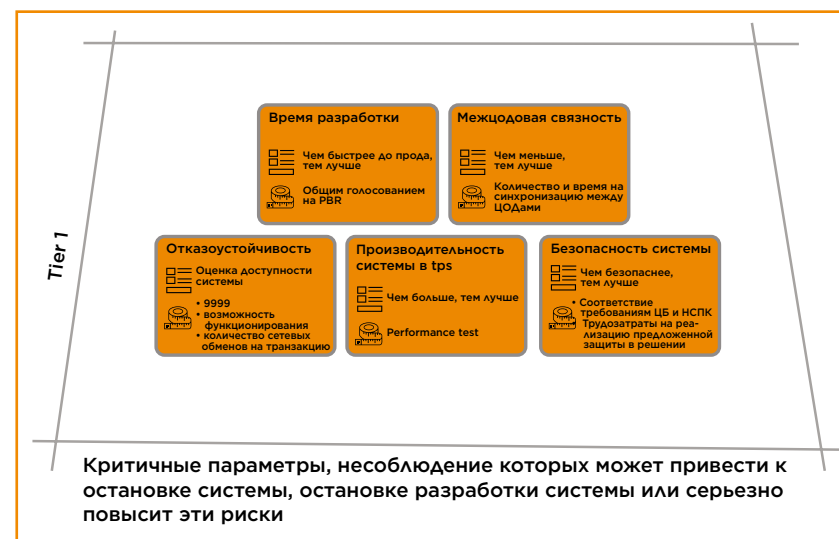 Tier 1
Время разработки
Чем быстрее до прода,
тем лучше
Общим голосованием
на PBR
Межцодовая связность
Чем меньше,
тем лучше
Количество и время на
синхронизацию между
ЦОДами
Отказоустойчивость
Оценка доступности
системы
• 9999
• возможность
функционирования
• количество сетевых
обменов на транзакцию
Производительность
системы в tps
Чем больше, тем лучше
Performance test
Безопасность системы
Чем безопаснее,
тем лучше
• Соответствие
требованиям ЦБ и НСПК
Трудозатраты на реа-
лизацию предложенной
защиты в решении
Критичные параметры, несоблюдение которых может привести к
остановке системы, остановке разработки системы или серьезно
повысит эти риски